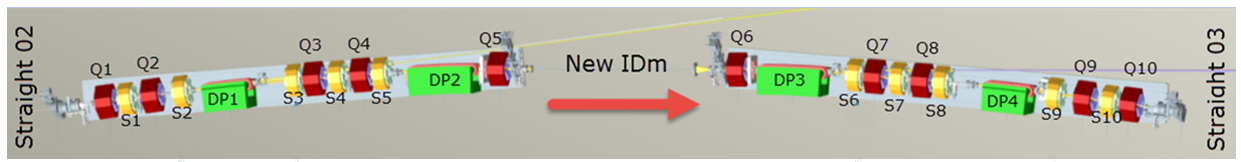 Straight 02
Q1
Q2
Q3
Q4
Q5
S1
S2
DP1
S3
S4
S5
DP2
New IDm
Q6
Q7
Q8
Q9
Q10
DP3
S6
S7
S8
DP4
S9
S10
Straight 03